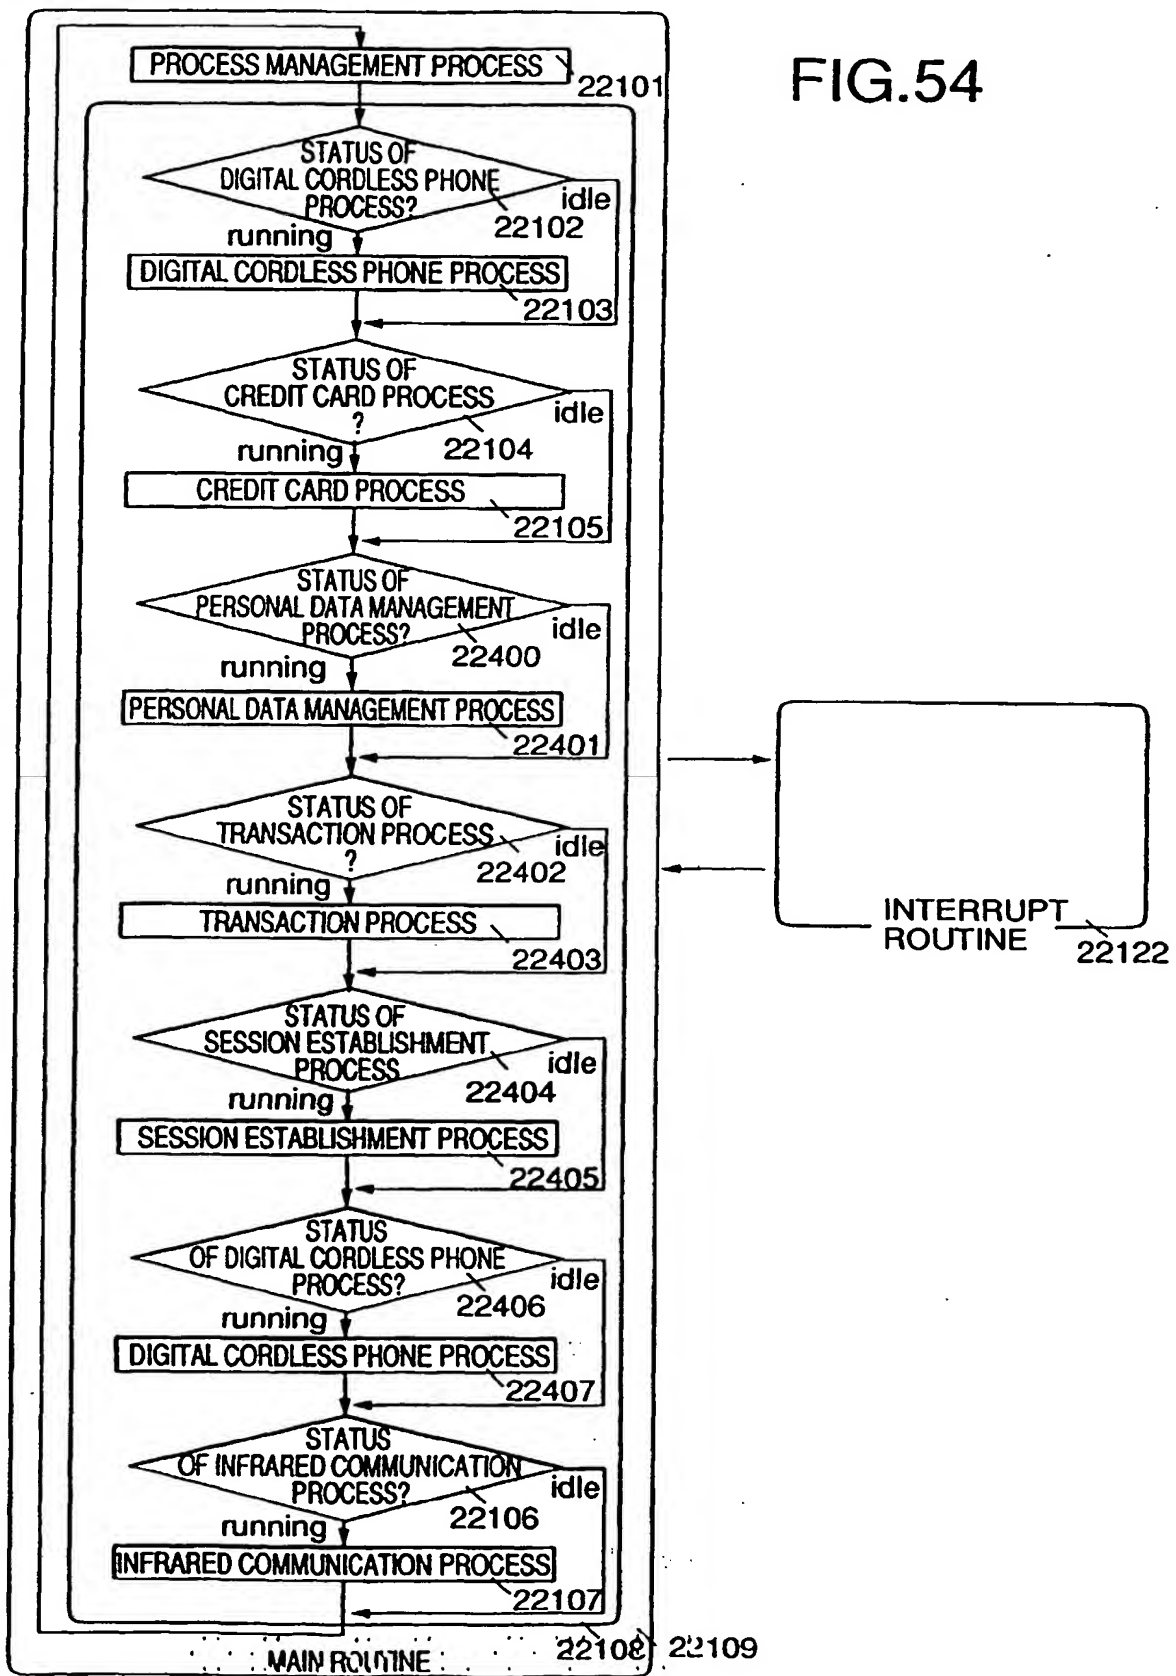 FIG.54
PROCESS MANAGEMENT PROCESS
22101
STATUS OF
DIGITAL CORDLESS PHONE
PROCESS?
22102
idle
running
DIGITAL CORDLESS PHONE PROCESS
22103
STATUS OF
CREDIT CARD PROCESS
?
22104
idle
running
CREDIT CARD PROCESS
22105
STATUS OF
PERSONAL DATA MANAGEMENT
PROCESS?
22400
idle
running
PERSONAL DATA MANAGEMENT PROCESS
22401
STATUS OF
TRANSACTION PROCESS
?
22402
idle
running
TRANSACTION PROCESS
22403
STATUS OF
SESSION ESTABLISHMENT
PROCESS
22404
idle
running
SESSION ESTABLISHMENT PROCESS
22405
STATUS
OF DIGITAL CORDLESS PHONE
PROCESS?
22406
idle
running
DIGITAL CORDLESS PHONE PROCESS
22407
STATUS
OF INFRARED COMMUNICATION
PROCESS?
22106
idle
running
INFRARED COMMUNICATION PROCESS
22107
22108
22109
MAIN ROUTINE
INTERRUPT
ROUTINE
22122